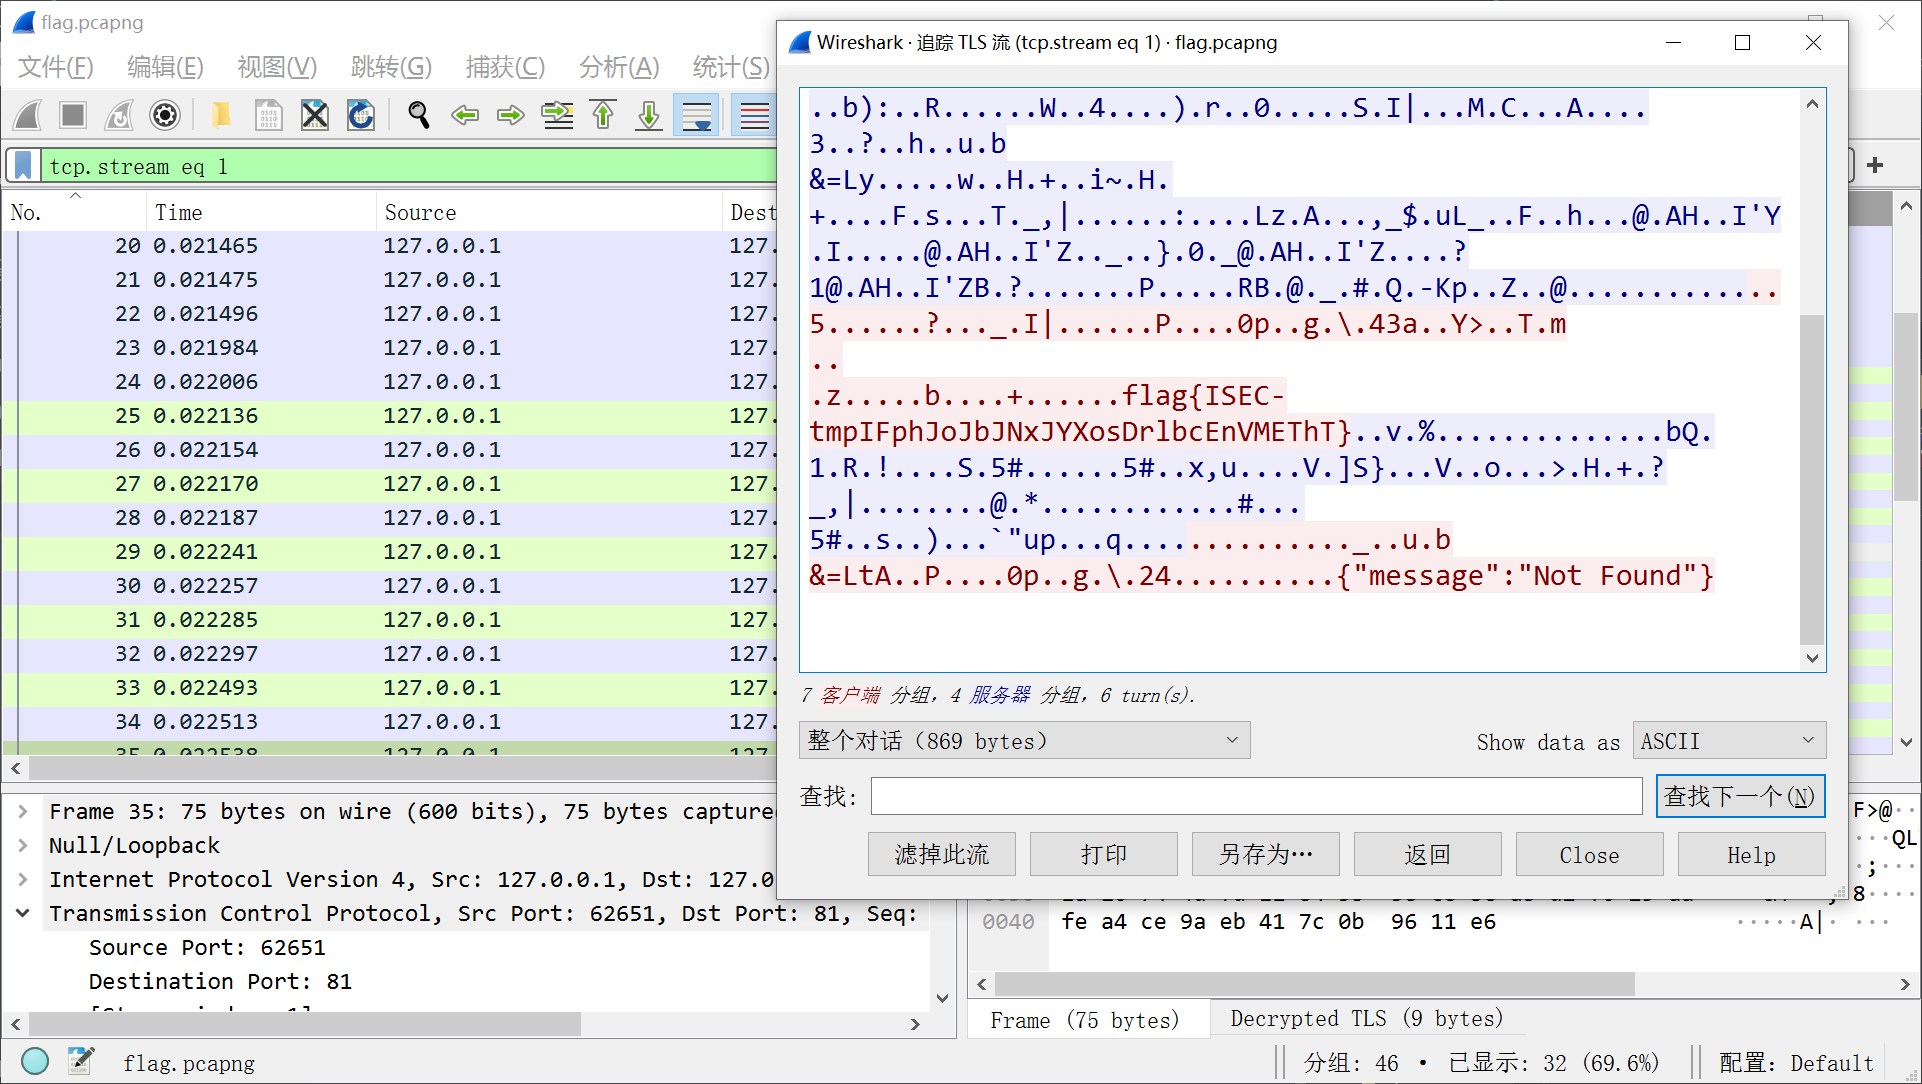 flag.pcapng
文件(F) 编辑(E) 视图(V) 跳转(G) 捕获(C) 分析(A) 统计(S)
tcp.stream eq 1
No. Time Source Dest
20 0.021465 127.0.0.1 127.
21 0.021475 127.0.0.1 127.
22 0.021496 127.0.0.1 127.
23 0.021984 127.0.0.1 127.
24 0.022006 127.0.0.1 127.
25 0.022136 127.0.0.1 127.
26 0.022154 127.0.0.1 127.
27 0.022170 127.0.0.1 127.
28 0.022187 127.0.0.1 127.
29 0.022241 127.0.0.1 127.
30 0.022257 127.0.0.1 127.
31 0.022285 127.0.0.1 127.
32 0.022297 127.0.0.1 127.
33 0.022493 127.0.0.1 127.
34 0.022513 127.0.0.1 127.
35 0.022538 127.0.0.1 127.
Wireshark · 追踪 TLS 流 (tcp.stream eq 1) · flag.pcapng
..b):..R......W..4....).r..0.....S.I|...M.C...A....
3..?..h..u.b
&=Ly.....w..H.+..i~.H.
+....F.s...T._,|......:....Lz.A...,_$.uL_..F..h...@.AH..I'Y
.I.....@.AH..I'Z.._..}.0._@.AH..I'Z....?
1@.AH..I'ZB.?.......P.....RB.@._.#.Q.-Kp..Z..@.............
5......?..._.I|......P....0p..g.\.43a..Y>..T.m
..
.z.....b....+......flag{ISEC-
tmpIFphJoJbJNxJYXosDrlbcEnVMEThT}..v.%..............bQ.
1.R.!....S.5#......5#..x,u....V.]S}...V..o...>.H.+.?
_,|........@.*............#...
5#..s..)...`"up...q..............._..u.b
&=LtA..P....0p..g.\.24..........{"message":"Not Found"}
7 客户端 分组，4 服务器 分组，6 turn(s).
整个对话（869 bytes）
Show data as ASCII
查找:
查找下一个(N)
滤掉此流 打印 另存为… 返回 Close Help
Frame 35: 75 bytes on wire (600 bits), 75 bytes capture
Null/Loopback
Internet Protocol Version 4, Src: 127.0.0.1, Dst: 127.0
Transmission Control Protocol, Src Port: 62651, Dst Port: 81, Seq:
Source Port: 62651
Destination Port: 81
F>@··
···QL
·;···
8····
0040 fe a4 ce 9a eb 41 7c 0b 96 11 e6 ·····A|· ···
Frame (75 bytes) Decrypted TLS (9 bytes)
flag.pcapng
分组: 46 · 已显示: 32 (69.6%)
配置: Default